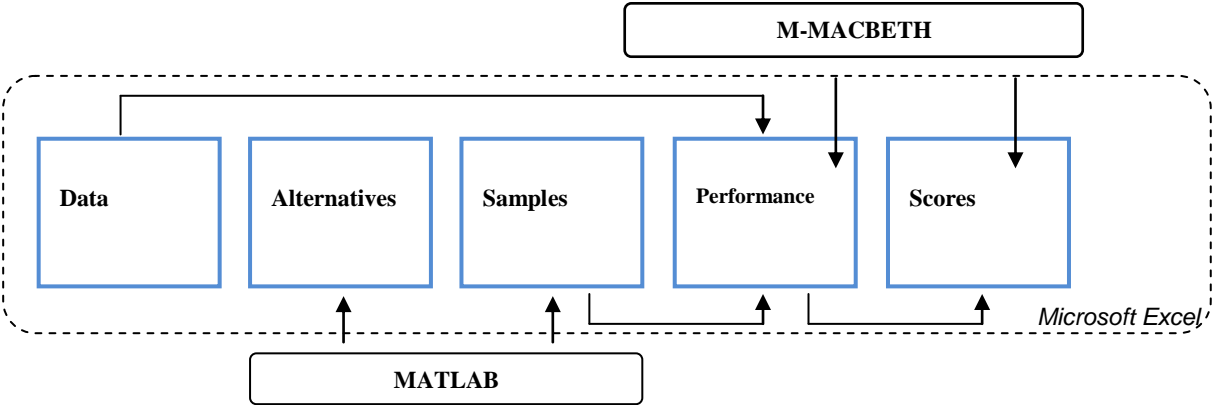 M-MACBETH
Data
Alternatives
Samples
Performance
Scores
Microsoft Excel
MATLAB